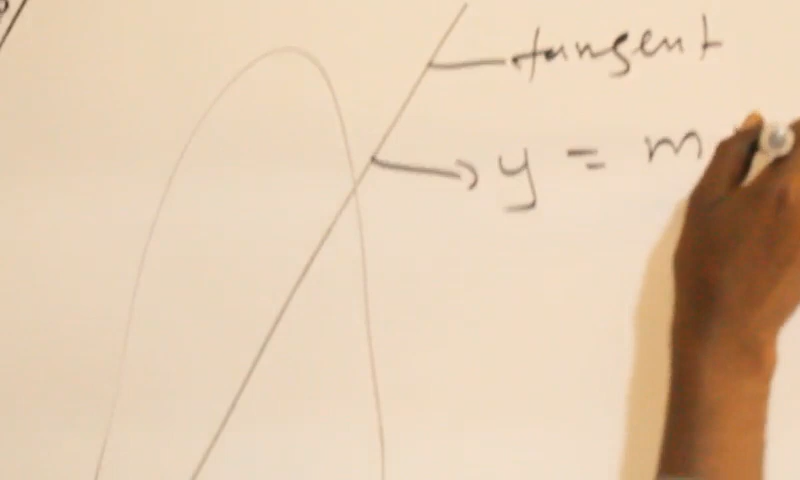 tangent
y = m